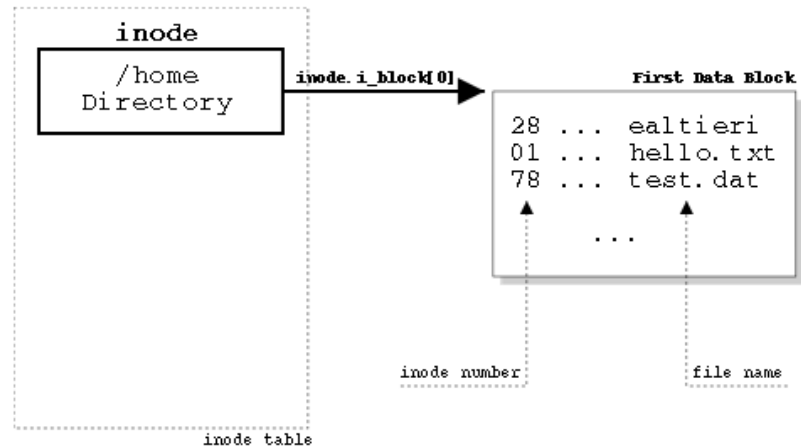 inode
/home
Directory
inode.i_block[0]
First Data Block
28 ... ealtieri
01 ... hello.txt
78 ... test.dat
...
inode number
file name
inode table